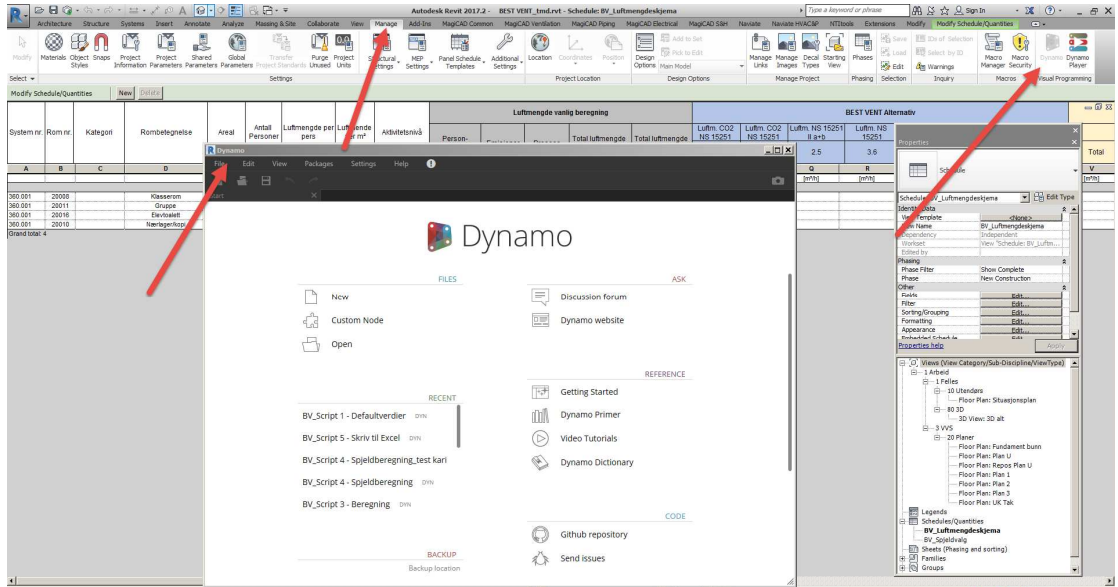 Autodesk Revit 2017.2 - BEST VENT_tmd.rvt - Schedule: BV_Luftmengdeskjema
Type a keyword or phrase
Sign In
Architecture Structure Systems Insert Annotate Analyze Massing & Site Collaborate View Manage Add-Ins MagiCAD Common MagiCAD Ventilation MagiCAD Piping MagiCAD Electrical MagiCAD S&H Naviate Naviate HVAC&P NTItools Extensions Modify Modify Schedule/Quantities
Modify Materials Object Styles Snaps Project Information Project Parameters Shared Parameters Global Parameters Transfer Project Standards Purge Unused Project Units Structural Settings MEP Settings Panel Schedule Templates Additional Settings Location Coordinates Position Design Options Add to Set Pick to Edit Main Model Manage Links Manage Images Decal Types Starting View Phases Save Load Edit IDs of Selection Select by ID Warnings Macro Manager Macro Security Dynamo Dynamo Player
Select Settings Project Location Design Options Manage Project Phasing Selection Inquiry Macros Visual Programming
Modify Schedule/Quantities New Delete
Luftmengde vanlig beregning BEST VENT Alternativ
System nr. Rom nr. Kategori Rombetegnelse Areal Antall Personer Luftmengde per pers Aktivitetsnivå Person- Total luftmengde Total luftmengde Luftm. CO2 NS 15251 Luftm. CO2 NS 15251 Luftm. NS 15251 II a+b Luftm. NS 15251
2.5 3.6 Total
A B C D Q R V
[m³/h] [m³/h] [m³/h]
360.001 20008 Klasserom
360.001 20011 Gruppe
360.001 20016 Elevtoalett
360.001 20010 Nærlager/kopi
Grand total: 4
Dynamo
File Edit View Packages Settings Help
Start
Dynamo
FILES
New
Custom Node
Open
RECENT
BV_Script 1 - Defaultverdier DYN
BV_Script 5 - Skriv til Excel DYN
BV_Script 4 - Spjeldberegning_test kari
BV_Script 4 - Spjeldberegning DYN
BV_Script 3 - Beregning DYN
BACKUP
Backup location
ASK
Discussion forum
Dynamo website
REFERENCE
Getting Started
Dynamo Primer
Video Tutorials
Dynamo Dictionary
CODE
Github repository
Send issues
Properties
Schedule
Schedule: BV_Luftmengdeskjema Edit Type
Identity Data
View Template <None>
View Name BV_Luftmengdeskjema
Dependency Independent
Workset View "Schedule: BV_Luftm...
Edited by
Phasing
Phase Filter Show Complete
Phase New Construction
Other
Fields Edit...
Filter Edit...
Sorting/Grouping Edit...
Formatting Edit...
Appearance Edit...
Embedded Schedule Edit...
Properties help Apply
Views (View Category/Sub-Discipline/ViewType)
1 Arbeid
1 Felles
10 Utendørs
Floor Plan: Situasjonsplan
80 3D
3D View: 3D alt
3 VVS
20 Planer
Floor Plan: Fundament bunn
Floor Plan: Plan U
Floor Plan: Repos Plan U
Floor Plan: Plan 1
Floor Plan: Plan 2
Floor Plan: Plan 3
Floor Plan: UK Tak
Legends
Schedules/Quantities
BV_Luftmengdeskjema
BV_Spjeldvalg
Sheets (Phasing and sorting)
Families
Groups